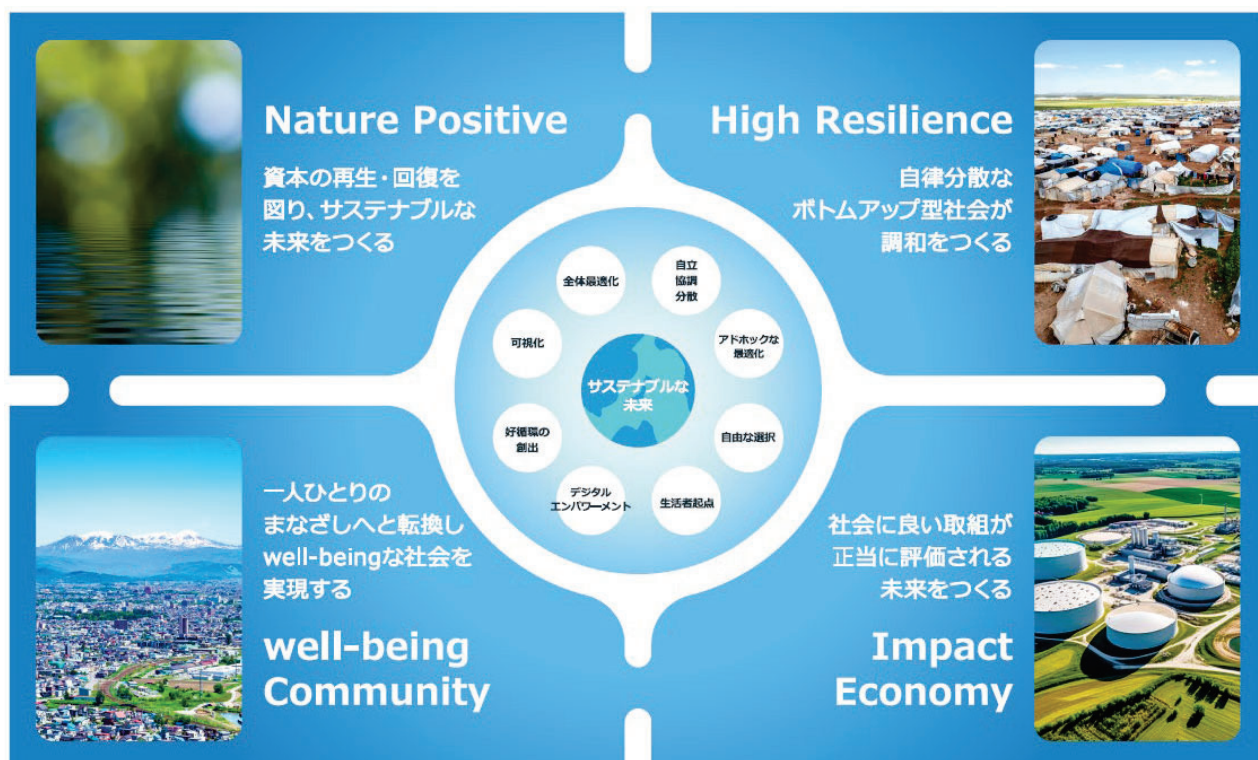 Nature Positive
資本の再生・回復を
図り、サステナブルな
未来をつくる
High Resilience
自律分散な
ボトムアップ型社会が
調和をつくる
全体最適化
自立
協調
分散
可視化
アドホックな
最適化
サステナブルな
未来
好循環の
創出
自由な選択
デジタル
エンパワーメント
生活者起点
一人ひとりの
まなざしへと転換し
well-beingな社会を
実現する
well-being
Community
社会に良い取組が
正当に評価される
未来をつくる
Impact
Economy